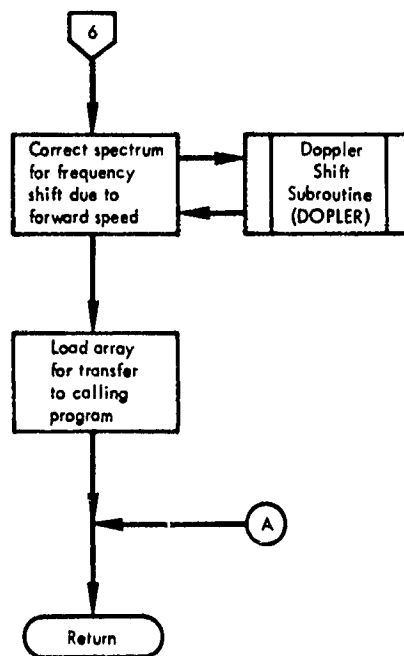 6
Correct spectrum
for frequency
shift due to
forward speed
Doppler
Shift
Subroutine
(DOPLER)
Load array
for transfer
to calling
program
A
Return